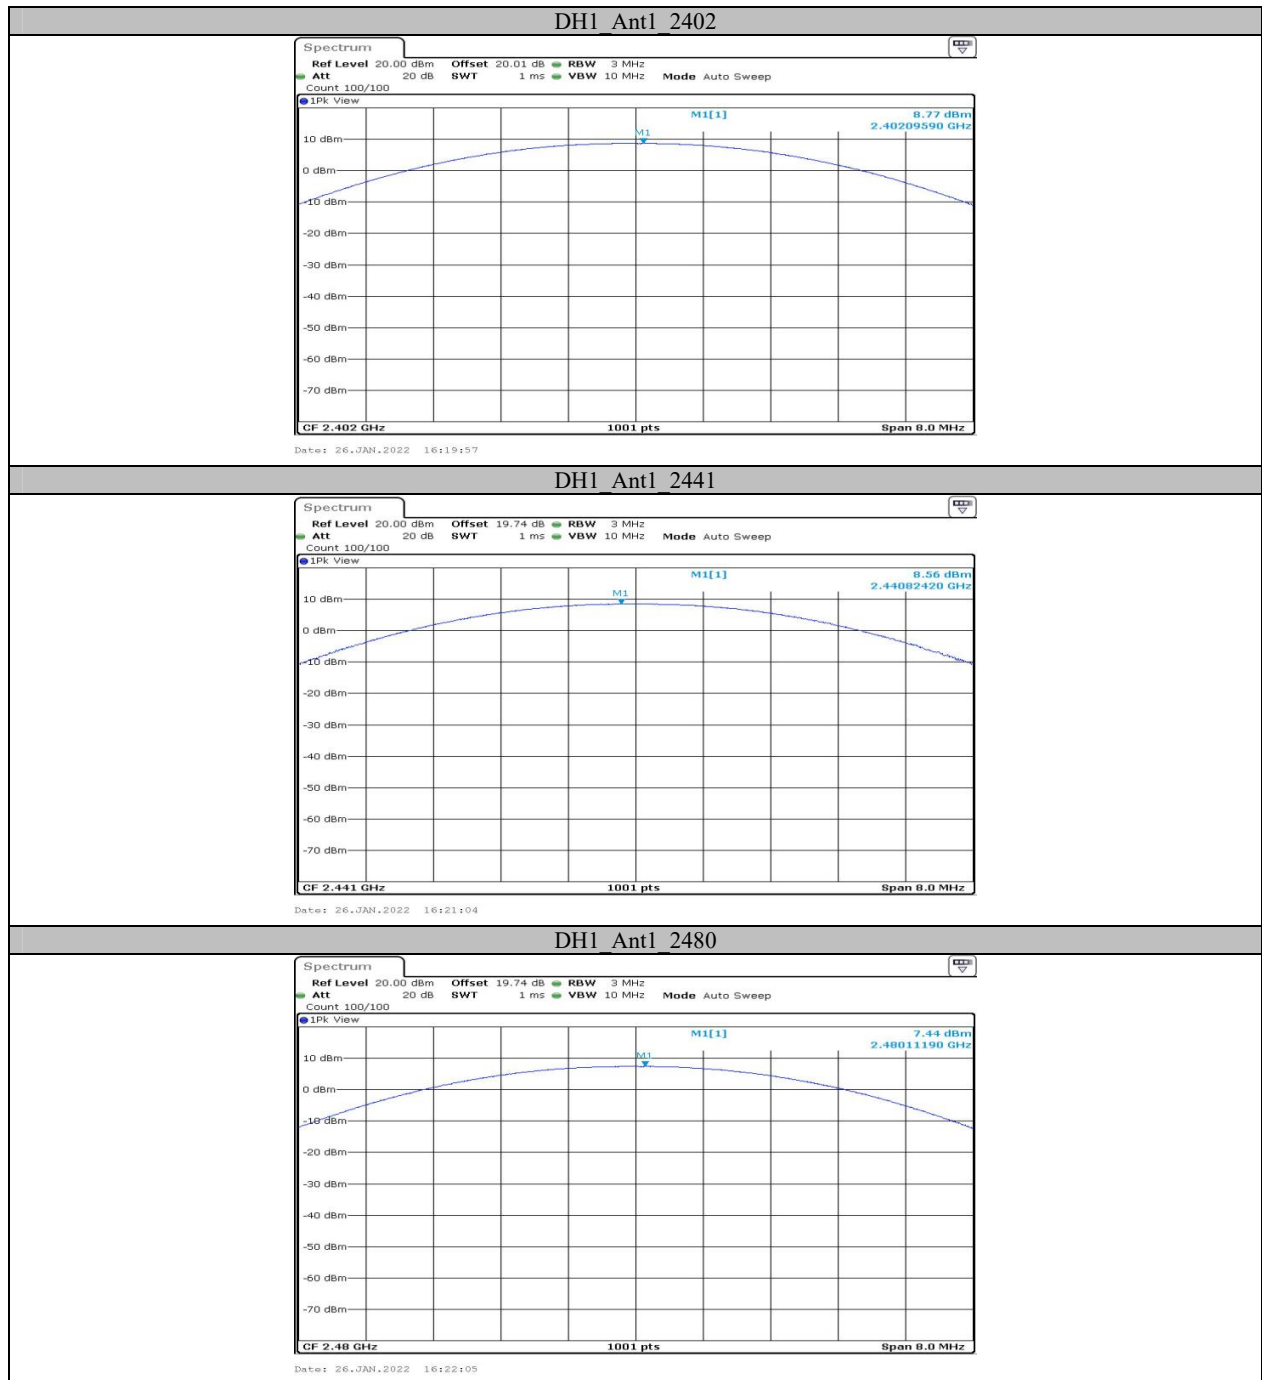 DH1_Ant1_2402
Spectrum
Ref Level 20.00 dBm Offset 20.01 dB RBW 3 MHz
Att 20 dB SWT 1 ms VBW 10 MHz Mode Auto Sweep
Count 100/100
1Pk View
M1[1] 8.77 dBm
2.40209590 GHz
M1
10 dBm
0 dBm
-10 dBm
-20 dBm
-30 dBm
-40 dBm
-50 dBm
-60 dBm
-70 dBm
CF 2.402 GHz 1001 pts Span 8.0 MHz
Date: 26.JAN.2022 16:19:57
DH1_Ant1_2441
Spectrum
Ref Level 20.00 dBm Offset 19.74 dB RBW 3 MHz
Att 20 dB SWT 1 ms VBW 10 MHz Mode Auto Sweep
Count 100/100
1Pk View
M1[1] 8.56 dBm
2.44082420 GHz
M1
10 dBm
0 dBm
-10 dBm
-20 dBm
-30 dBm
-40 dBm
-50 dBm
-60 dBm
-70 dBm
CF 2.441 GHz 1001 pts Span 8.0 MHz
Date: 26.JAN.2022 16:21:04
DH1_Ant1_2480
Spectrum
Ref Level 20.00 dBm Offset 19.74 dB RBW 3 MHz
Att 20 dB SWT 1 ms VBW 10 MHz Mode Auto Sweep
Count 100/100
1Pk View
M1[1] 7.44 dBm
2.48011190 GHz
M1
10 dBm
0 dBm
-10 dBm
-20 dBm
-30 dBm
-40 dBm
-50 dBm
-60 dBm
-70 dBm
CF 2.48 GHz 1001 pts Span 8.0 MHz
Date: 26.JAN.2022 16:22:05